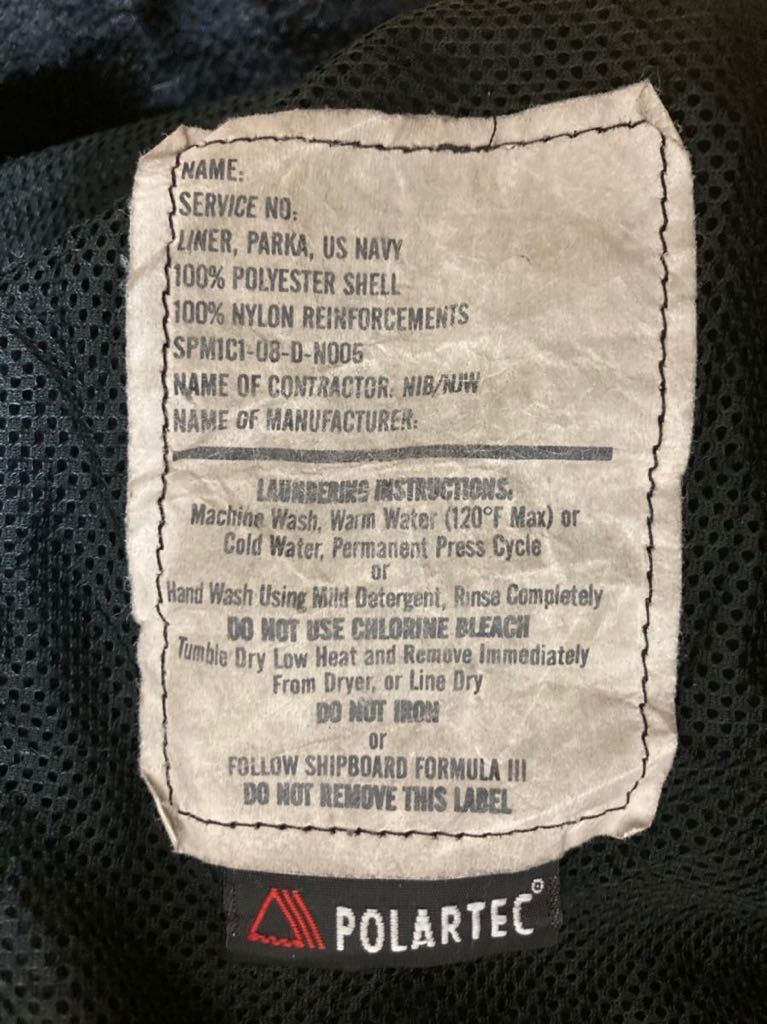 NAME:
SERVICE NO:
LINER, PARKA, US NAVY
100% POLYESTER SHELL
100% NYLON REINFORCEMENTS
SPM1C1-08-D-N005
NAME OF CONTRACTOR: NIB/NJW
NAME OF MANUFACTURER:
LAUNDERING INSTRUCTIONS:
Machine Wash, Warm Water (120°F Max) or
Cold Water, Permanent Press Cycle
or
Hand Wash Using Mild Detergent, Rinse Completely
DO NOT USE CHLORINE BLEACH
Tumble Dry Low Heat and Remove Immediately
From Dryer, or Line Dry
DO NOT IRON
or
FOLLOW SHIPBOARD FORMULA III
DO NOT REMOVE THIS LABEL
POLARTEC®